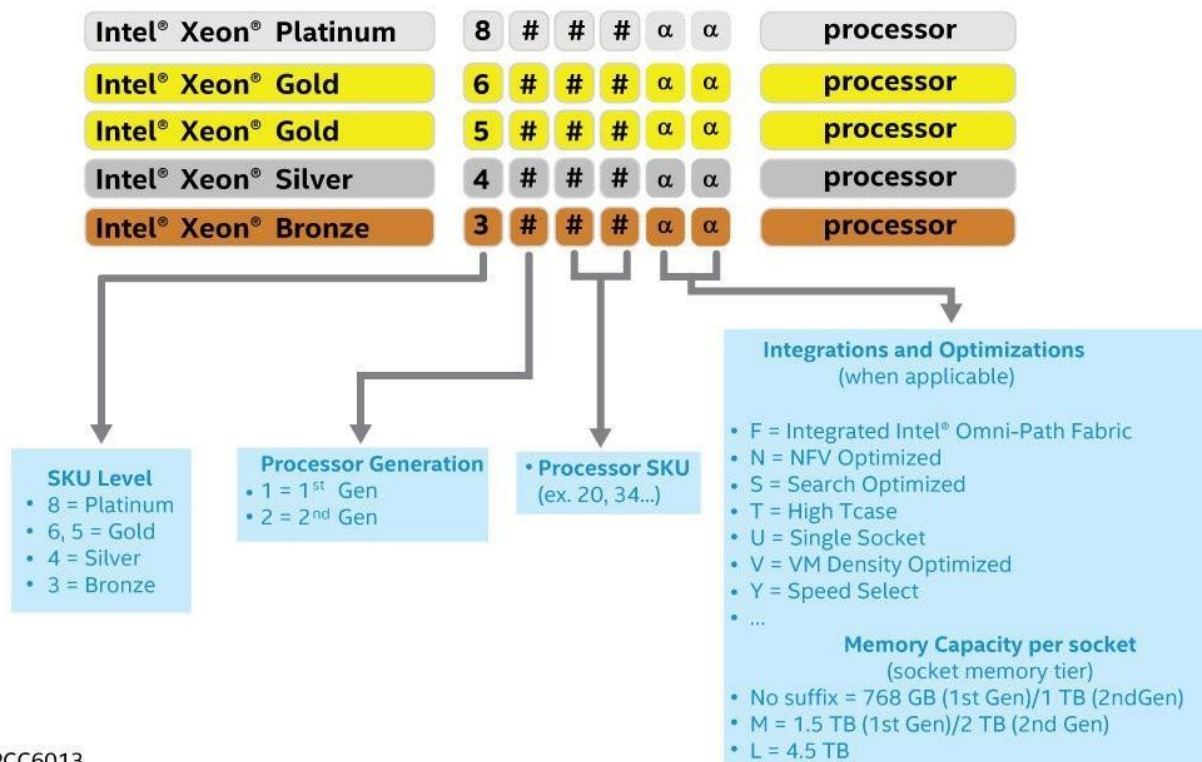 Intel® Xeon® Platinum 8 # # # α α processor
Intel® Xeon® Gold 6 # # # α α processor
Intel® Xeon® Gold 5 # # # α α processor
Intel® Xeon® Silver 4 # # # α α processor
Intel® Xeon® Bronze 3 # # # α α processor
SKU Level
• 8 = Platinum
• 6, 5 = Gold
• 4 = Silver
• 3 = Bronze
Processor Generation
• 1 = 1st Gen
• 2 = 2nd Gen
• Processor SKU
(ex. 20, 34...)
Integrations and Optimizations
(when applicable)
• F = Integrated Intel® Omni-Path Fabric
• N = NFV Optimized
• S = Search Optimized
• T = High Tcase
• U = Single Socket
• V = VM Density Optimized
• Y = Speed Select
• ...
Memory Capacity per socket
(socket memory tier)
• No suffix = 768 GB (1st Gen)/1 TB (2ndGen)
• M = 1.5 TB (1st Gen)/2 TB (2nd Gen)
• L = 4.5 TB